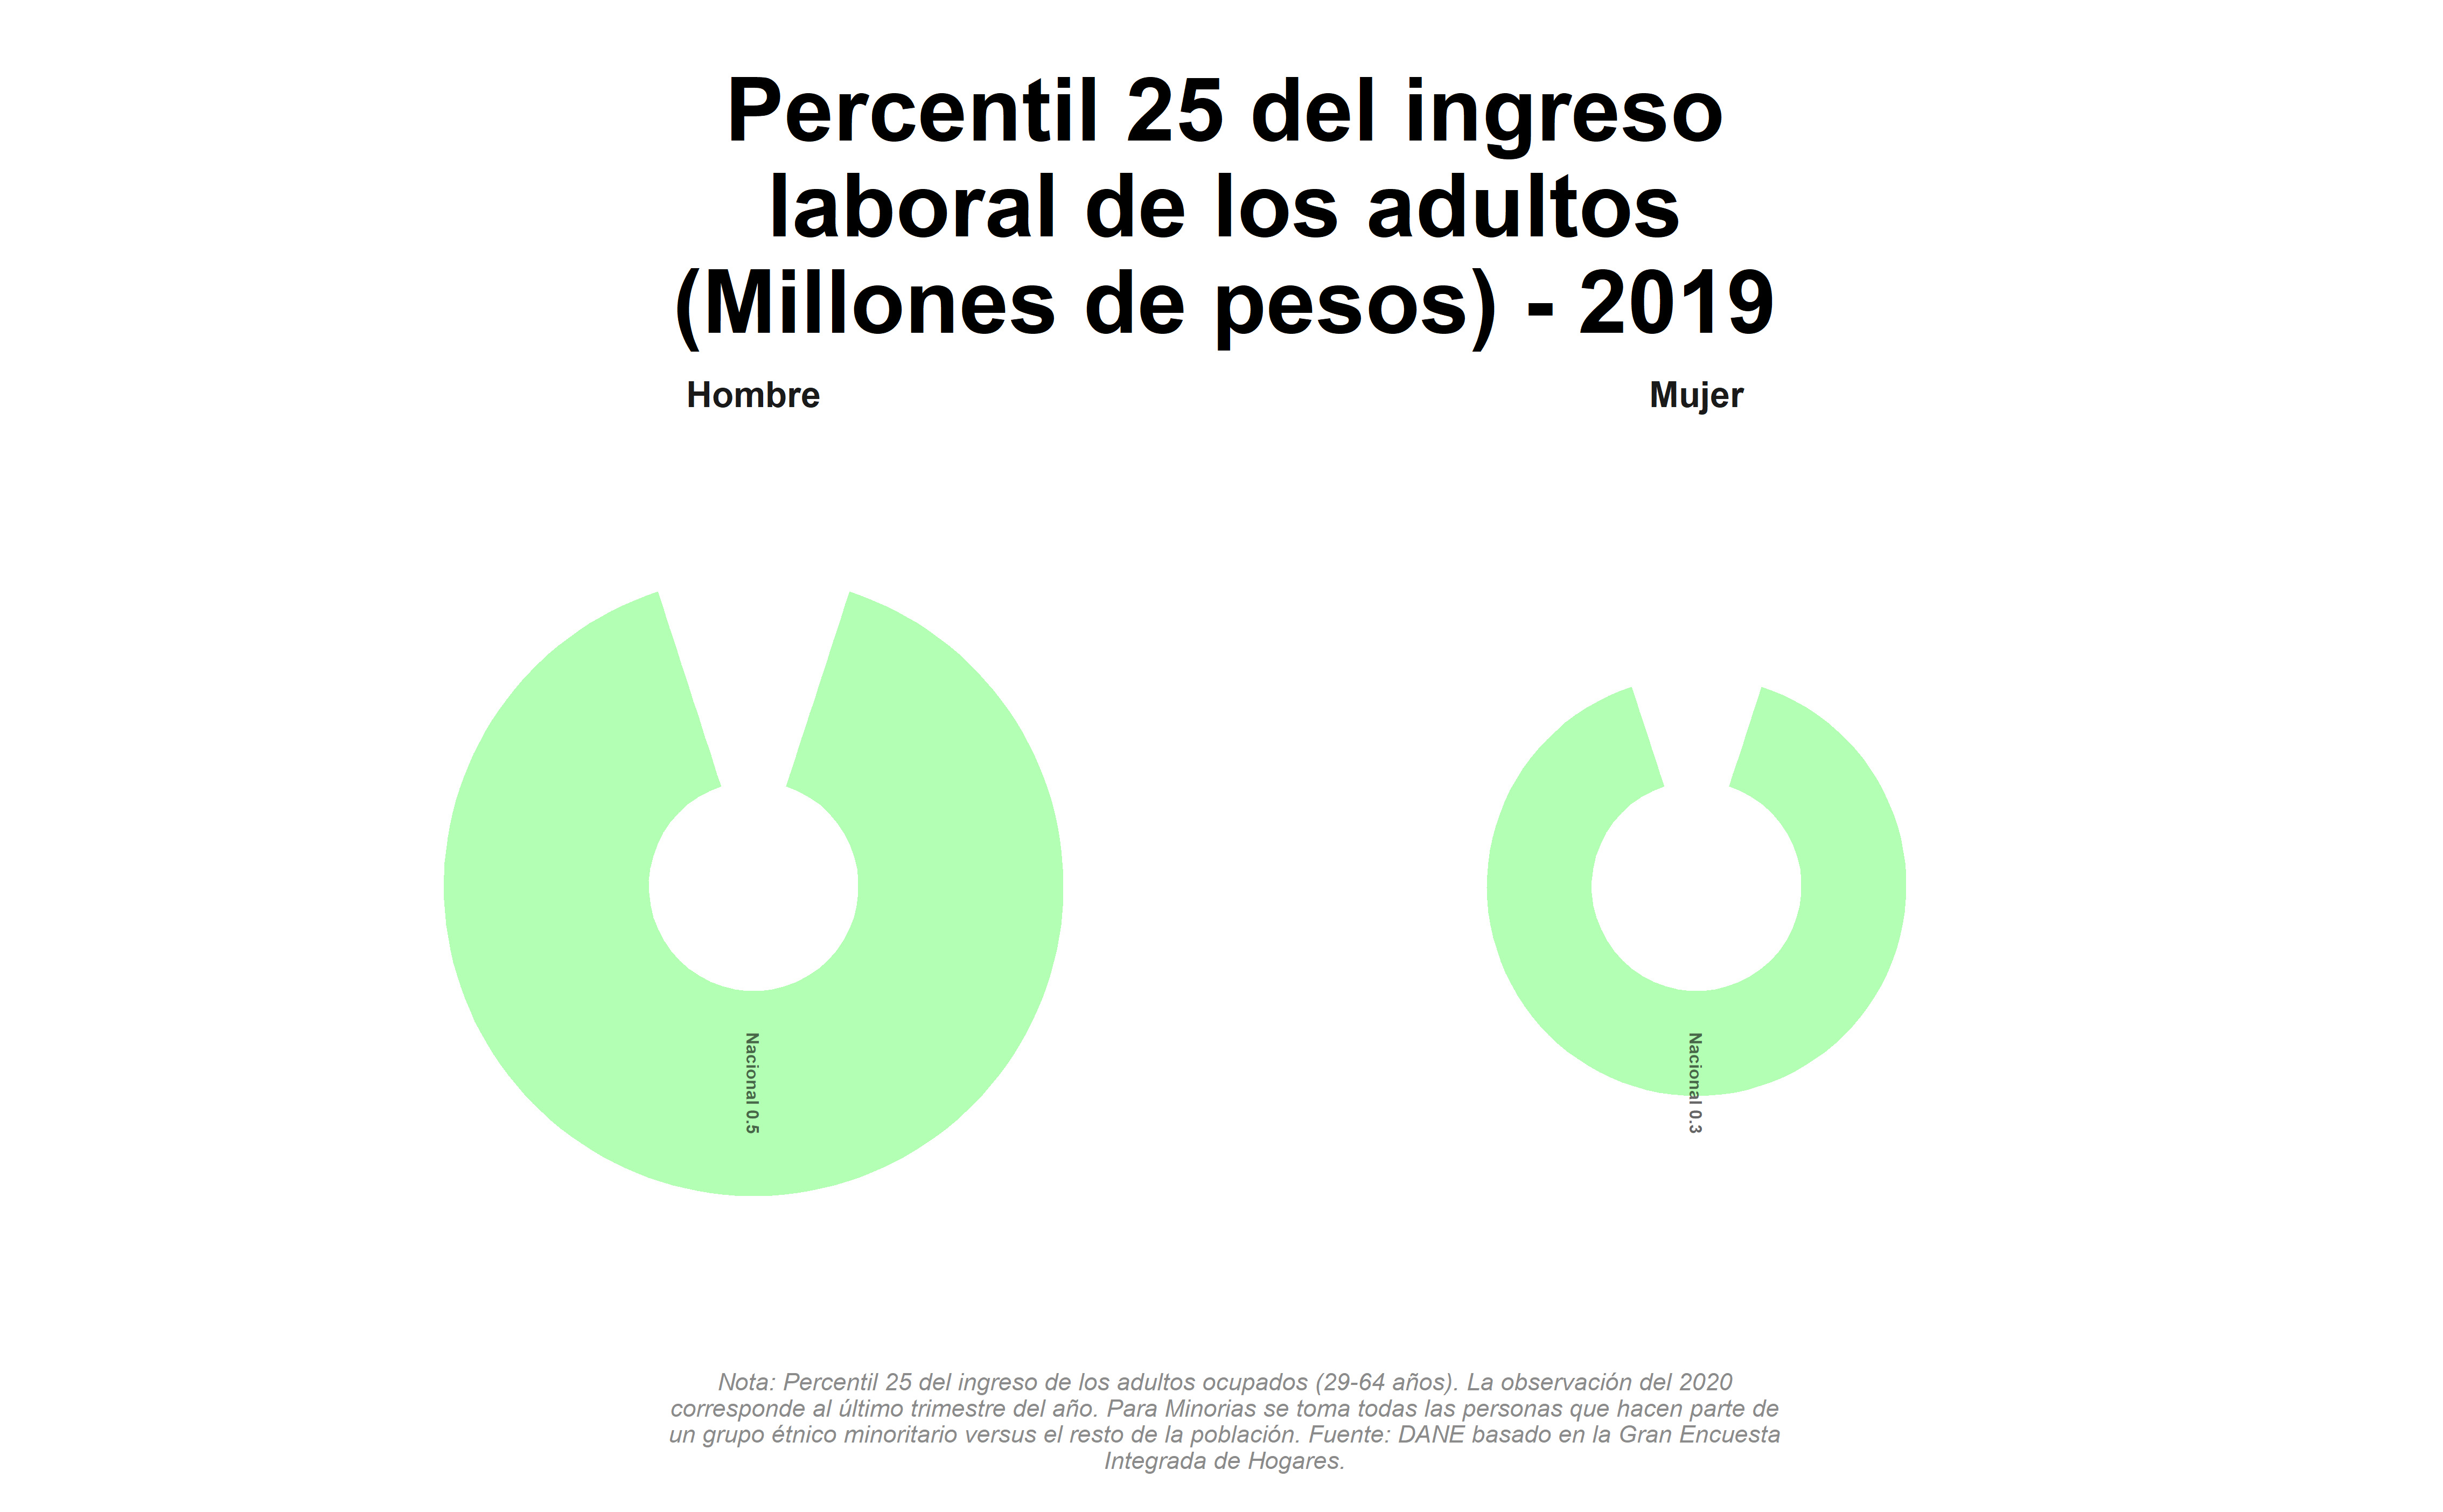 Percentil 25 del ingreso
laboral de los adultos
(Millones de pesos) - 2019
Hombre
Mujer
Nacional 0.5
Nacional 0.3
Nota: Percentil 25 del ingreso de los adultos ocupados (29-64 años). La observación del 2020
corresponde al último trimestre del año. Para Minorias se toma todas las personas que hacen parte de
un grupo étnico minoritario versus el resto de la población. Fuente: DANE basado en la Gran Encuesta
Integrada de Hogares.